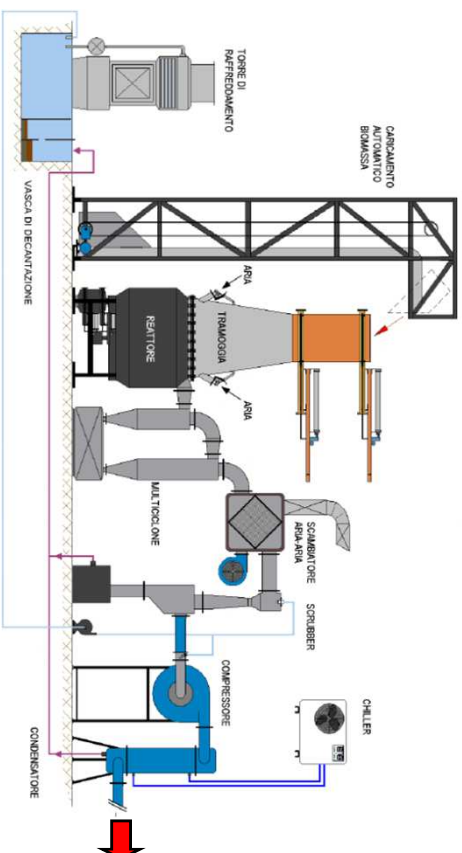 TORRE DI
RAFFREDDAMENTO
VASCA DI DECANTAZIONE
CARICAMENTO
AUTOMATICO
BIOMASSA
ARIA
TRAMOGGIA
ARIA
REATTORE
MULTICICLONE
SCAMBIATORE
ARIA-ARIA
SCRUBBER
COMPRESSORE
CHILLER
CONDENSATORE